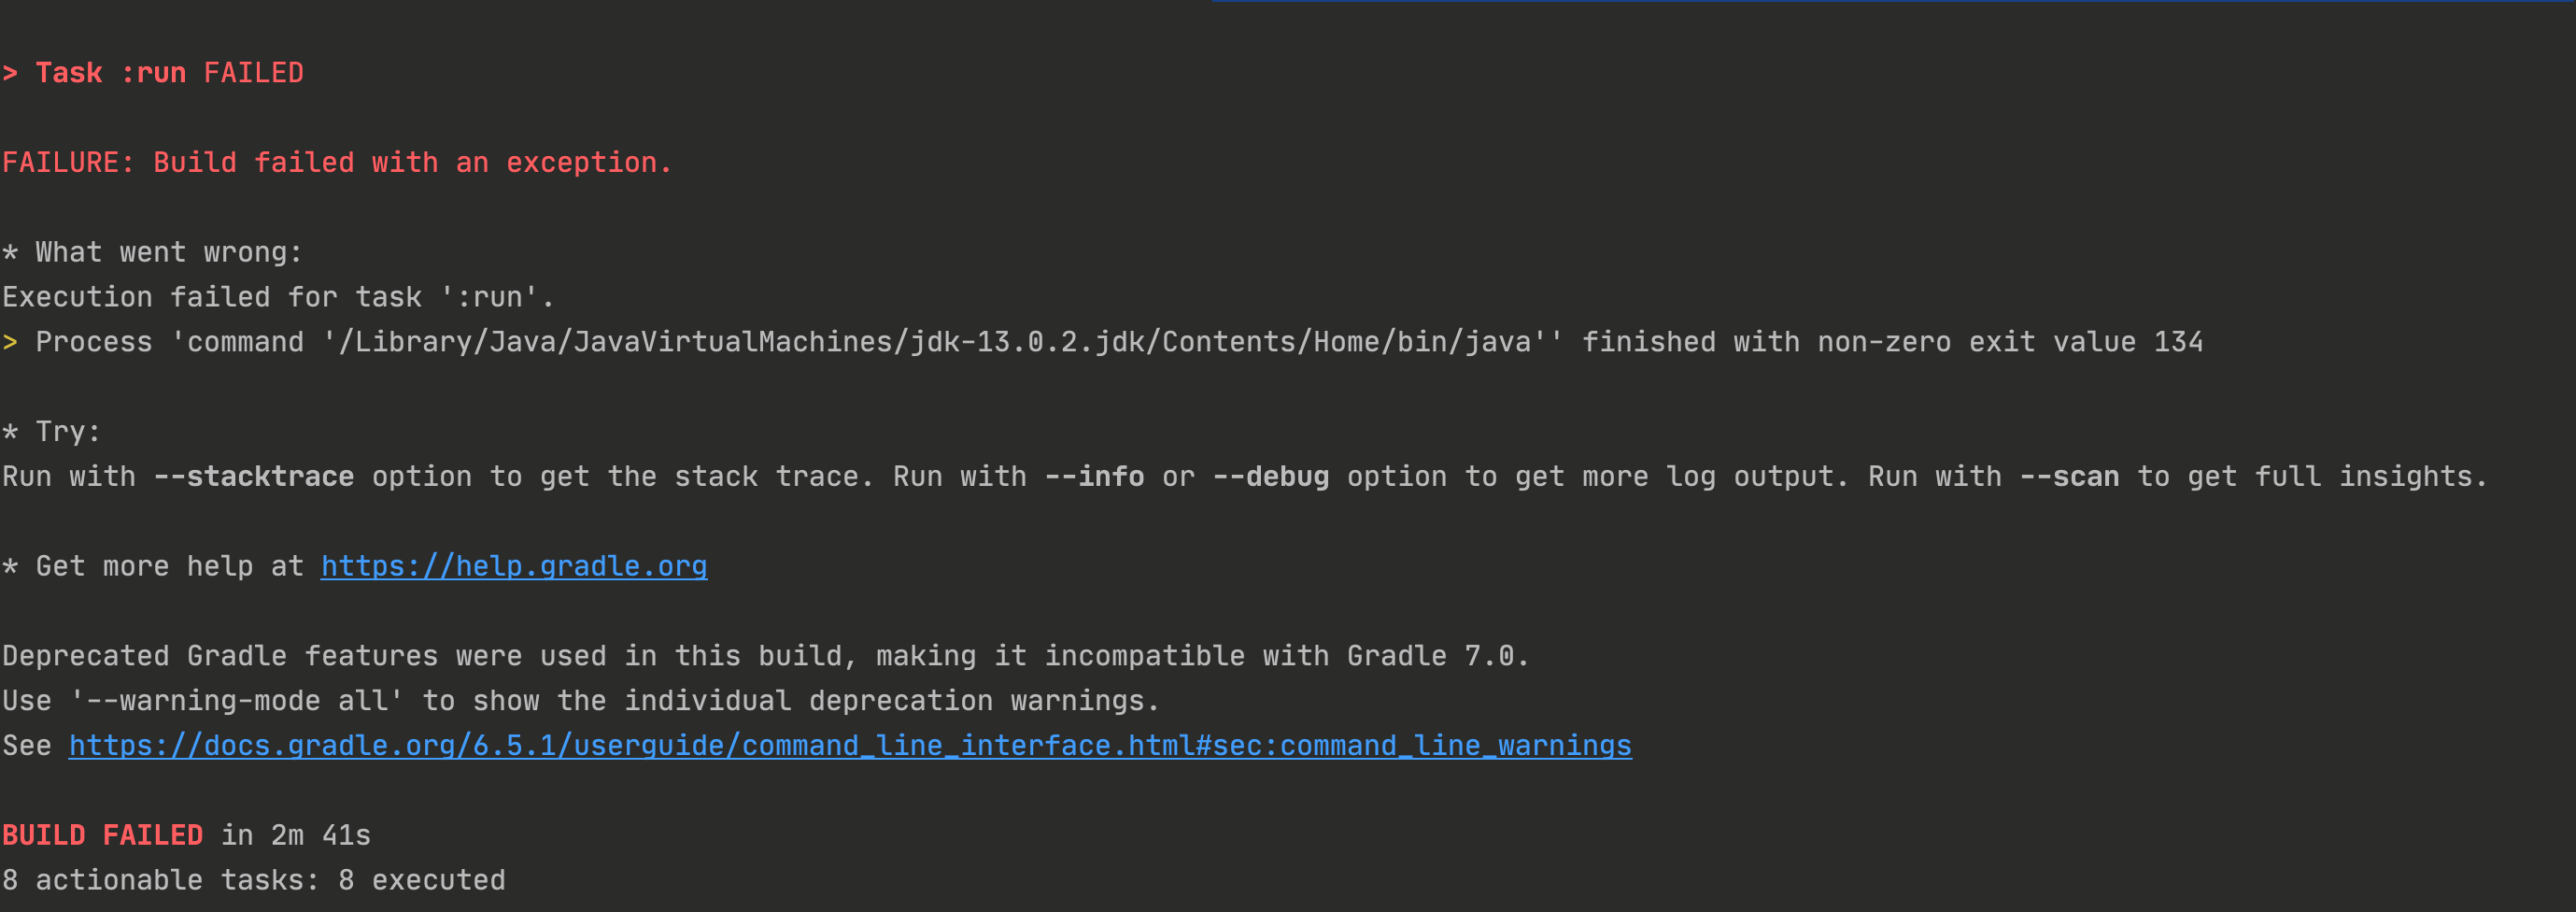 > Task :run FAILED
FAILURE: Build failed with an exception.
* What went wrong:
Execution failed for task ':run'.
> Process 'command '/Library/Java/JavaVirtualMachines/jdk-13.0.2.jdk/Contents/Home/bin/java'' finished with non-zero exit value 134
* Try:
Run with --stacktrace option to get the stack trace. Run with --info or --debug option to get more log output. Run with --scan to get full insights.
* Get more help at https://help.gradle.org
Deprecated Gradle features were used in this build, making it incompatible with Gradle 7.0.
Use '--warning-mode all' to show the individual deprecation warnings.
See https://docs.gradle.org/6.5.1/userguide/command_line_interface.html#sec:command_line_warnings
BUILD FAILED in 2m 41s
8 actionable tasks: 8 executed